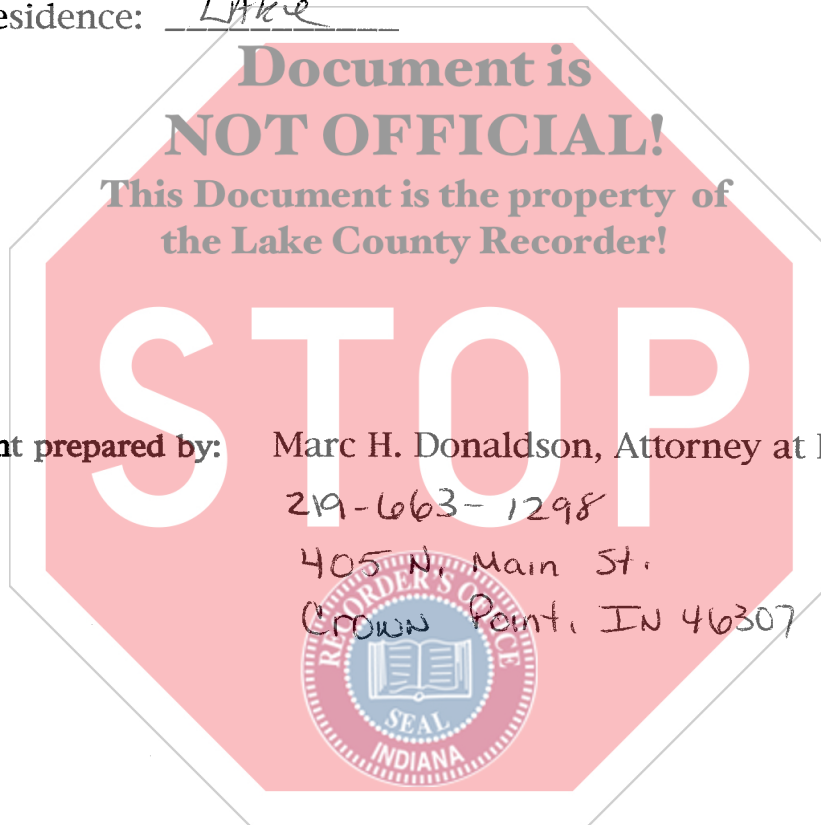 esidence: Lake
Document is
NOT OFFICIAL!
This Document is the property of
the Lake County Recorder!
STOP
nt prepared by: Marc H. Donaldson, Attorney at L
219-663-1298
405 N. Main St.
Crown Point, IN 46307
RECORDER'S OFFICE
SEAL
INDIANA